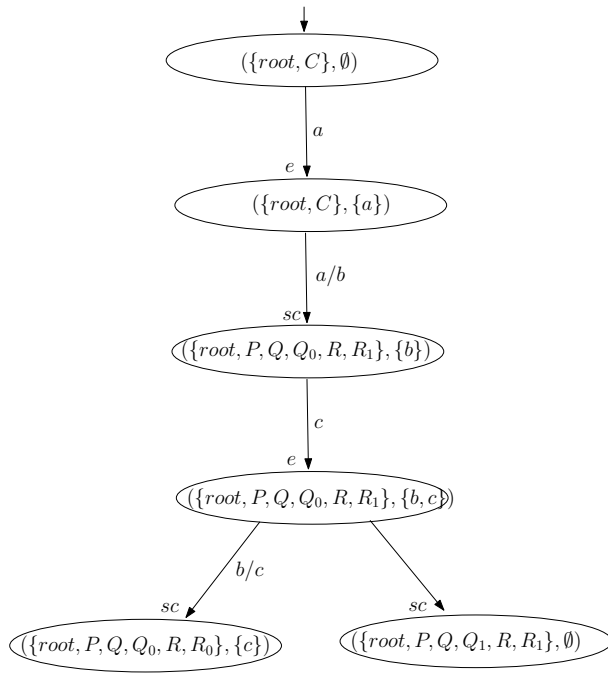 ({root, C}, ∅)
a
e
({root, C}, {a})
a/b
sc
({root, P, Q, Q₀, R, R₁}, {b})
c
e
({root, P, Q, Q₀, R, R₁}, {b, c})
b/c
sc
sc
({root, P, Q, Q₀, R, R₀}, {c})
({root, P, Q, Q₁, R, R₁}, ∅)